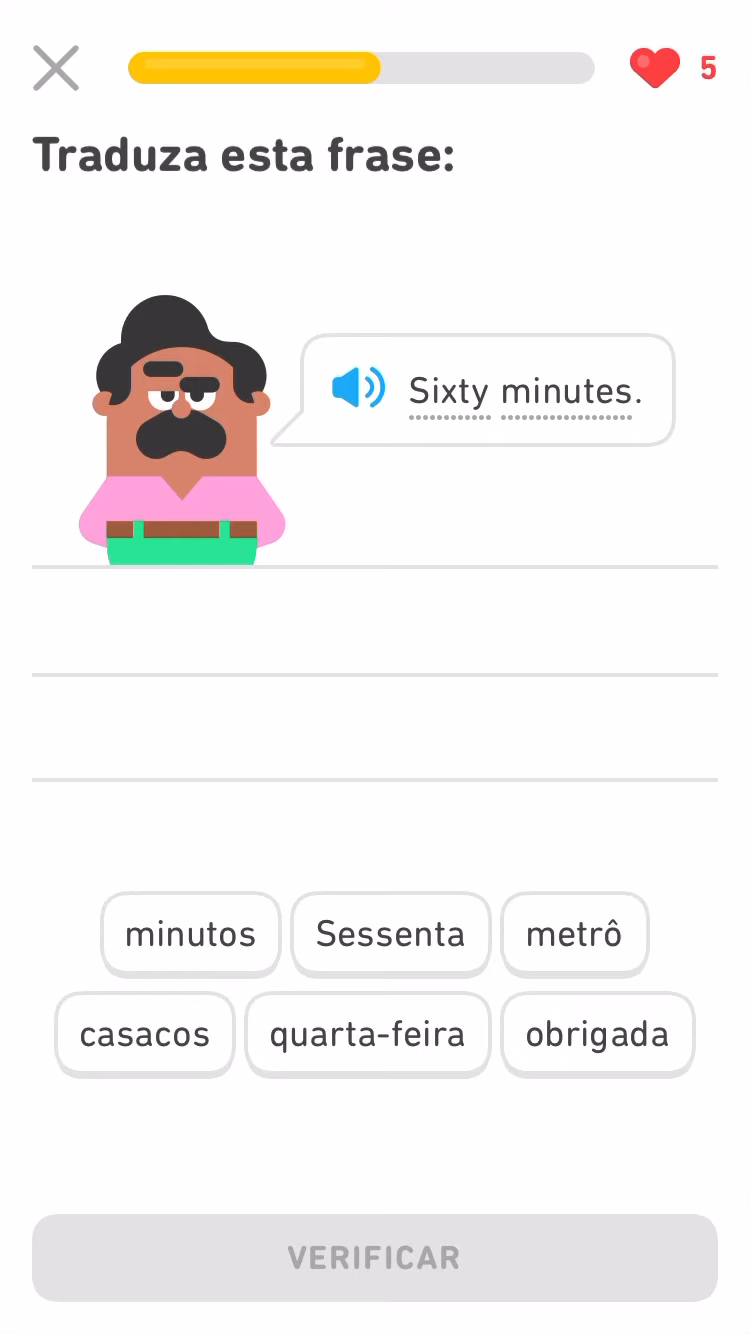 5
Traduza esta frase:
Sixty minutes.
minutos Sessenta metrô
casacos quarta-feira obrigada
VERIFICAR